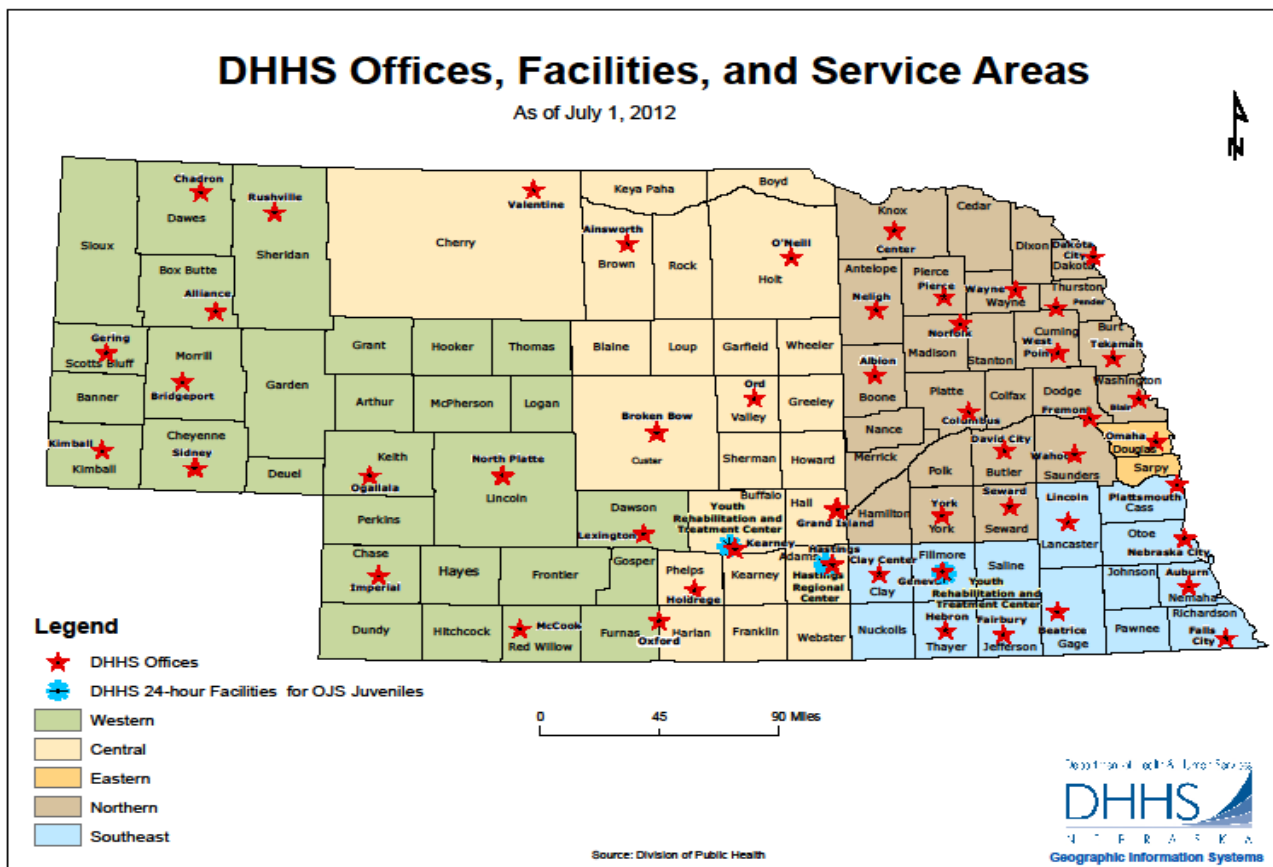 DHHS Offices, Facilities, and Service Areas
As of July 1, 2012
N
Chadron
Dawes
Rushville
Sheridan
Sioux
Box Butte
Alliance
Gering
Scotts Bluff
Morrill
Bridgeport
Banner
Garden
Kimball
Kimball
Cheyenne
Sidney
Deuel
Valentine
Cherry
Keya Paha
Boyd
Ainsworth
Brown
Rock
O'Neill
Holt
Grant
Hooker
Thomas
Blaine
Loup
Garfield
Wheeler
Arthur
McPherson
Logan
Broken Bow
Custer
Ord
Valley
Greeley
Keith
Ogallala
North Platte
Lincoln
Sherman
Howard
Perkins
Dawson
Lexington
Buffalo
Youth
Rehabilitation and
Treatment Center
Kearney
Hall
Grand Island
Chase
Imperial
Hayes
Frontier
Gosper
Phelps
Holdrege
Kearney
Adams
Hastings
Hastings
Regional
Center
Dundy
Hitchcock
McCook
Red Willow
Furnas
Oxford
Harlan
Franklin
Webster
Knox
Center
Cedar
Dixon
Dakota
City
Dakota
Antelope
Neligh
Pierce
Pierce
Wayne
Wayne
Thurston
Pender
Norfolk
Madison
Stanton
Cuming
West
Poin
Burt
Tekamah
Albion
Boone
Platte
Columbus
Colfax
Dodge
Fremont
Washington
Blair
Nance
Merrick
Polk
David City
Butler
Wahoo
Saunders
Omaha
Douglas
Sarpy
Hamilton
York
York
Seward
Seward
Lincoln
Lancaster
Plattsmouth
Cass
Otoe
Nebraska City
Clay Center
Clay
Fillmore
Geneva
Youth
Rehabilitation and
Treatment Center
Saline
Johnson
Auburn
Nemaha
Nuckolls
Hebron
Thayer
Fairbury
Jefferson
Beatrice
Gage
Pawnee
Richardson
Falls
City
Legend
DHHS Offices
DHHS 24-hour Facilities for OJS Juveniles
Western
Central
Eastern
Northern
Southeast
0 45 90 Miles
Source: Division of Public Health
Department of Health & Human Services
DHHS
N E B R A S K A
Geographic Information Systems